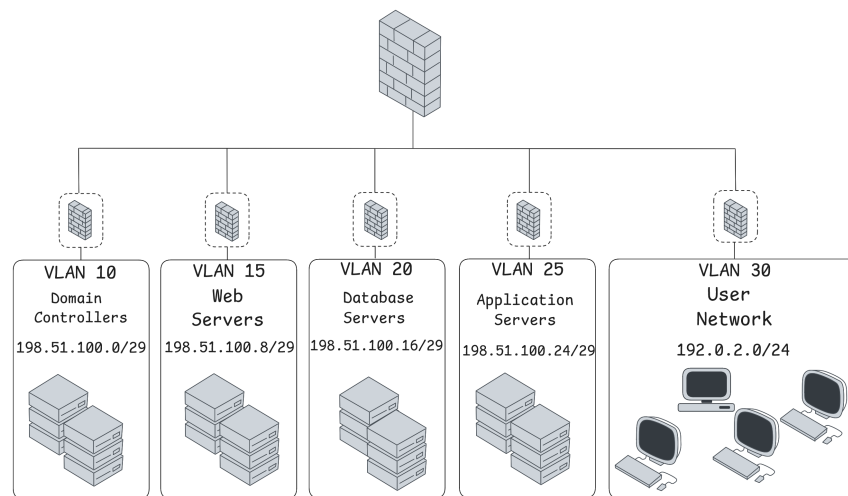 VLAN 10
Domain
Controllers
198.51.100.0/29
VLAN 15
Web
Servers
198.51.100.8/29
VLAN 20
Database
Servers
198.51.100.16/29
VLAN 25
Application
Servers
198.51.100.24/29
VLAN 30
User
Network
192.0.2.0/24